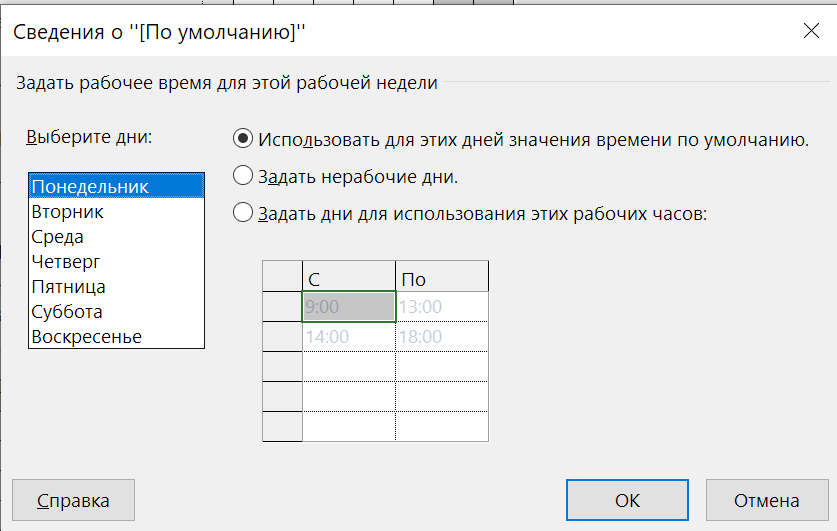 Сведения о ''[По умолчанию]''
Задать рабочее время для этой рабочей недели
Выберите дни:
Понедельник
Вторник
Среда
Четверг
Пятница
Суббота
Воскресенье
Использовать для этих дней значения времени по умолчанию.
Задать нерабочие дни.
Задать дни для использования этих рабочих часов:
С По
9:00 13:00
14:00 18:00
Справка ОК Отмена